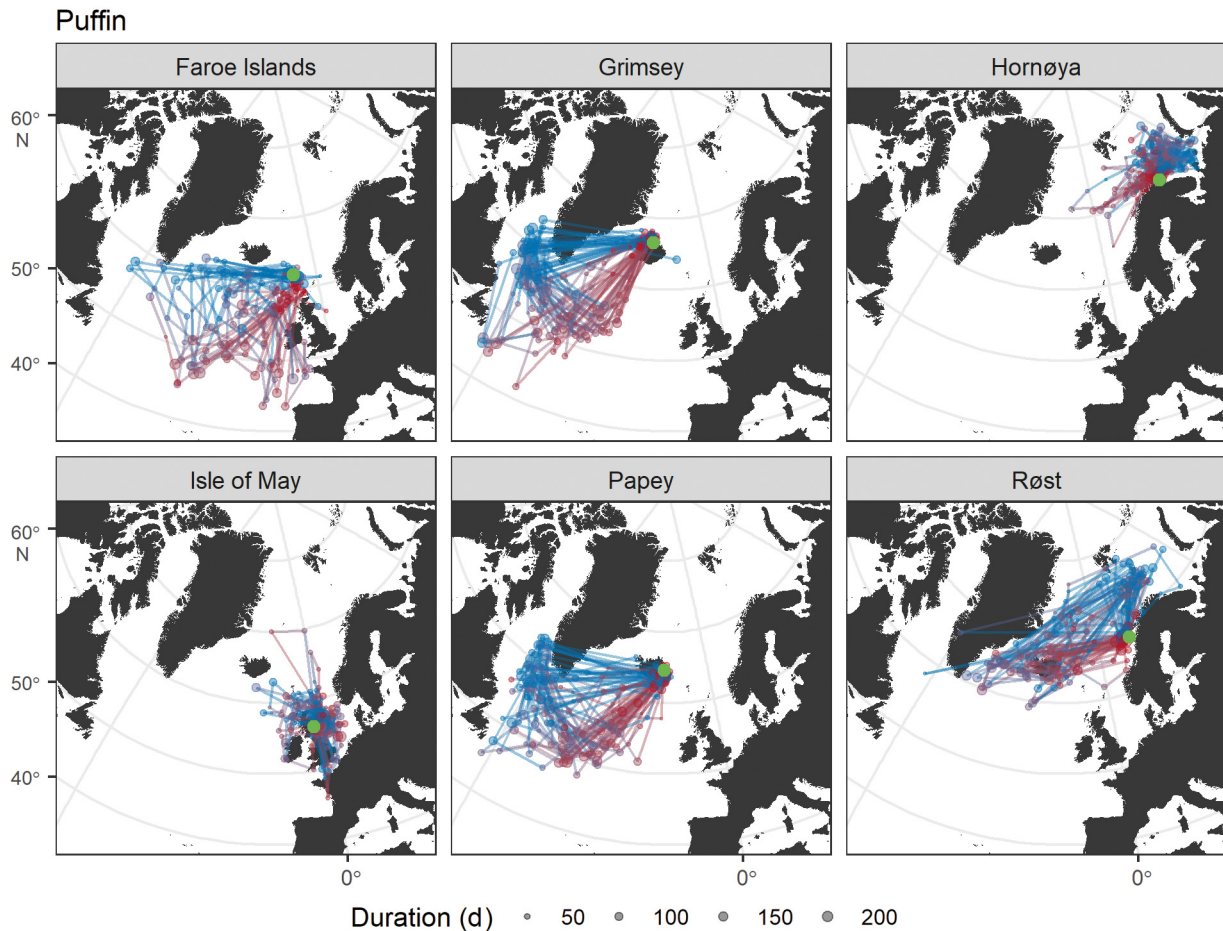 Puffin
Faroe Islands
Grimsey
Hornøya
60°
N
50°
40°
Isle of May
Papey
Røst
60°
N
50°
40°
0°
0°
0°
Duration (d) 50 100 150 200